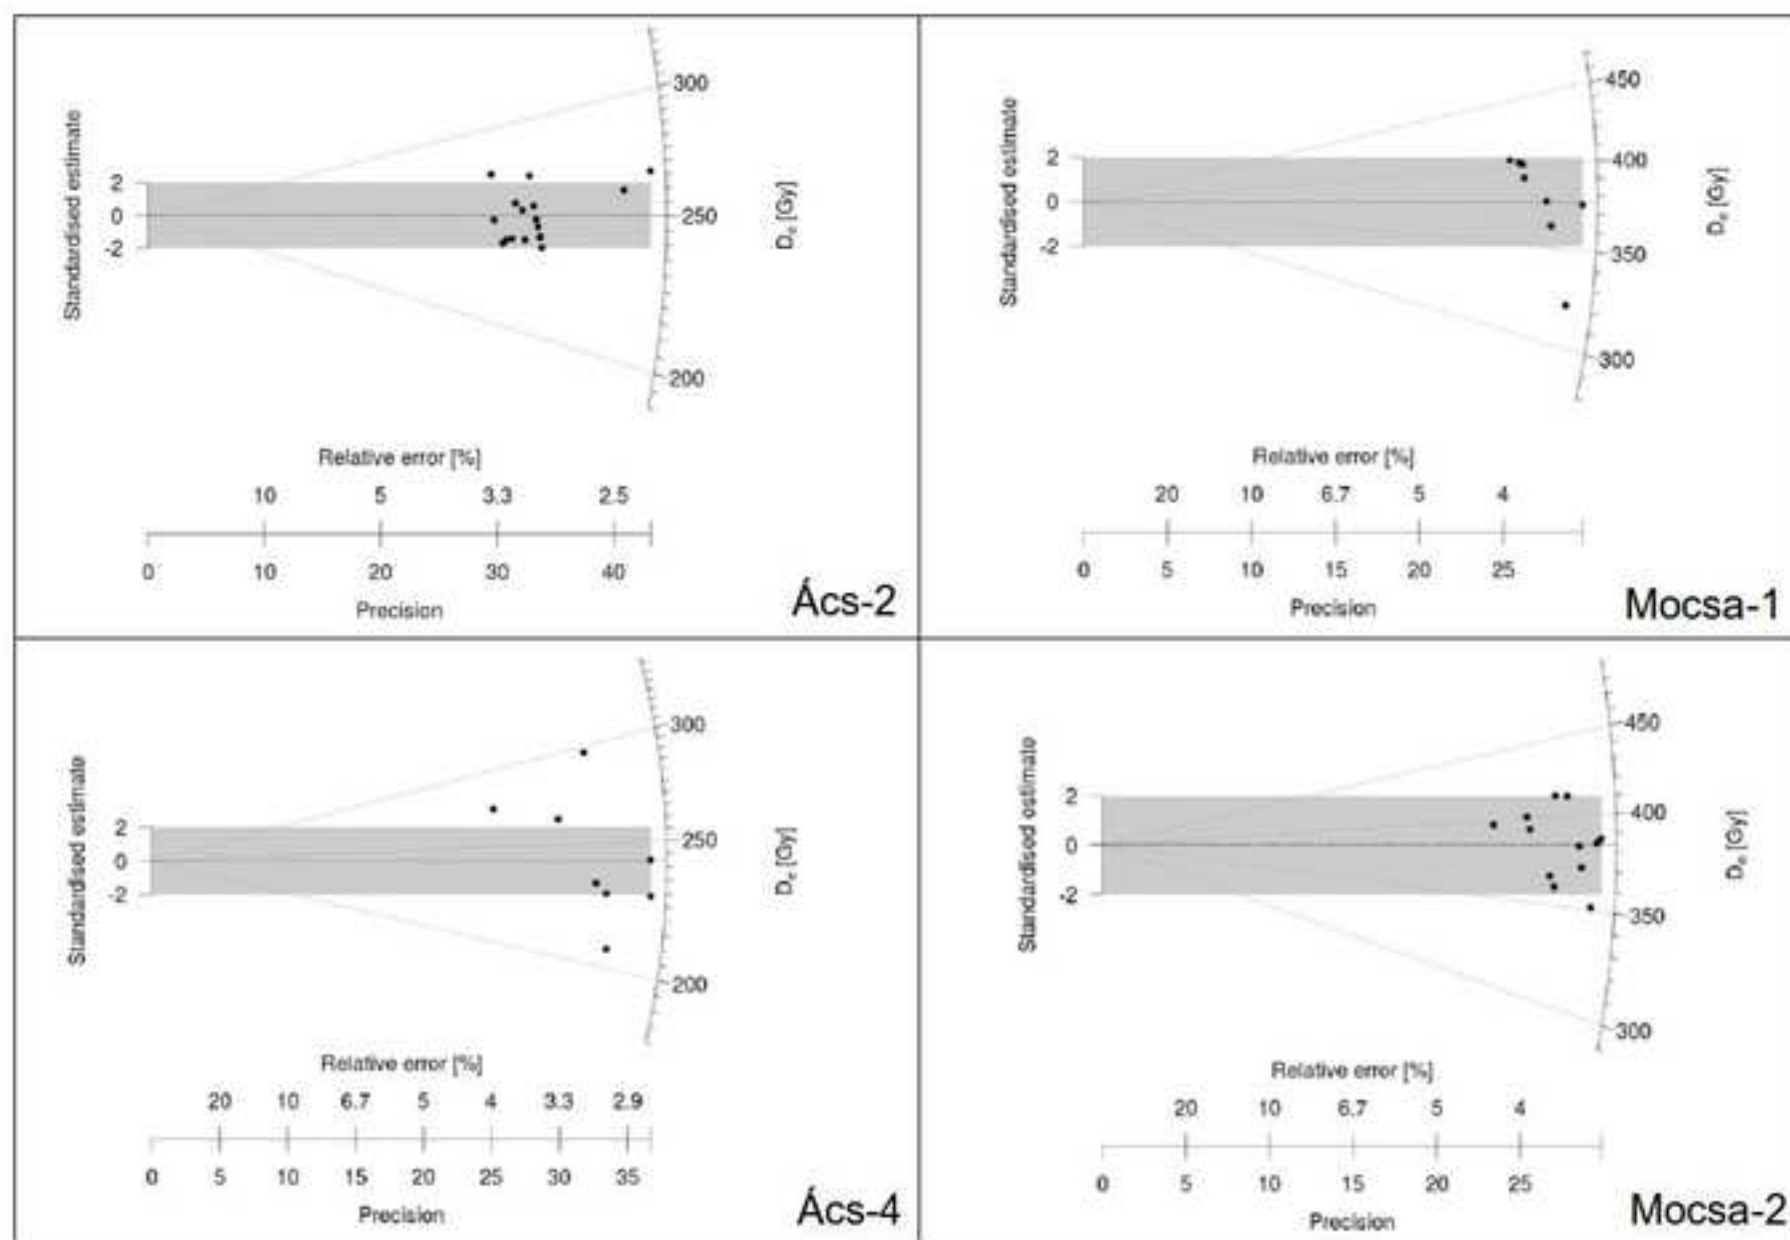 Standardised estimate
2
0
-2
300
250
200
De [Gy]
Relative error [%]
10 5 3.3 2.5
0 10 20 30 40
Precision
Ács-2
Standardised estimate
2
0
-2
450
400
350
300
De [Gy]
Relative error [%]
20 10 6.7 5 4
0 5 10 15 20 25
Precision
Mocsa-1
Standardised estimate
2
0
-2
300
250
200
De [Gy]
Relative error [%]
20 10 6.7 5 4 3.3 2.9
0 5 10 15 20 25 30 35
Precision
Ács-4
Standardised estimate
2
0
-2
450
400
350
300
De [Gy]
Relative error [%]
20 10 6.7 5 4
0 5 10 15 20 25
Precision
Mocsa-2